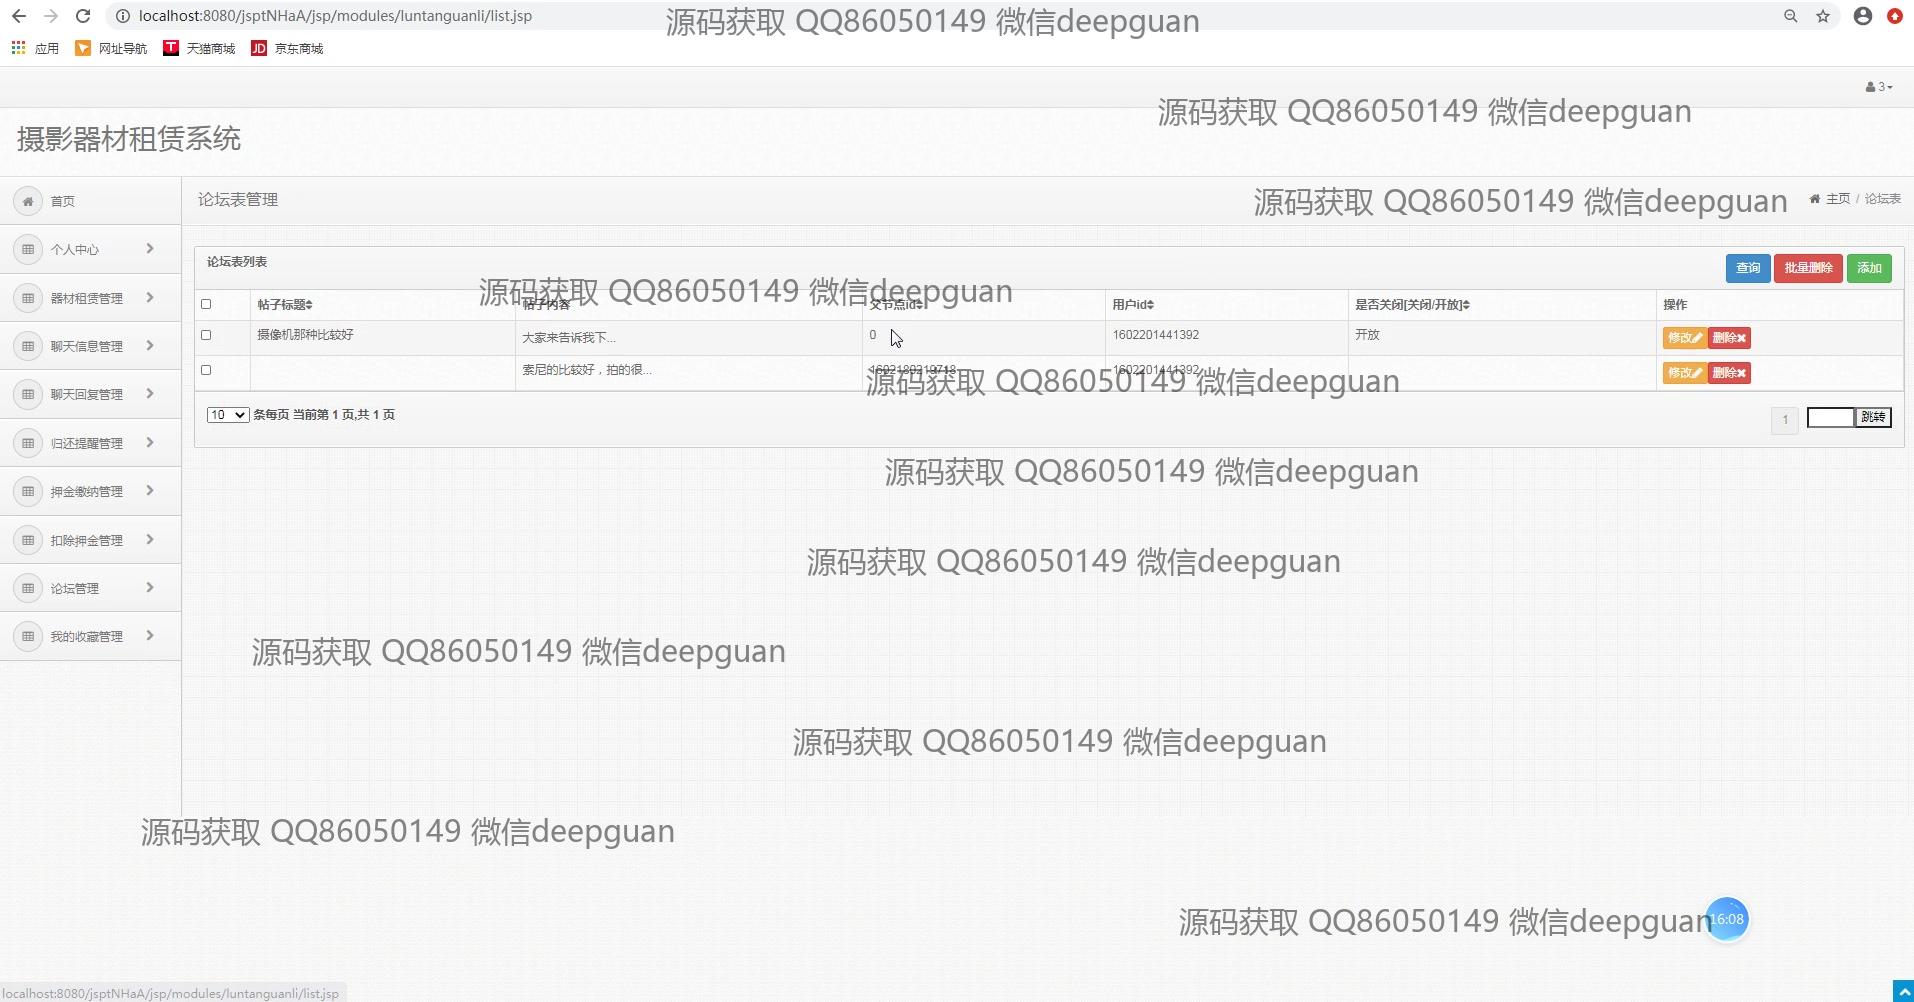 localhost:8080/jsptNHaA/jsp/modules/luntanguanli/list.jsp
源码获取 QQ86050149 微信deepguan
应用 网址导航 T 天猫商城 JD 京东商城
3
源码获取 QQ86050149 微信deepguan
摄影器材租赁系统
首页
个人中心
器材租赁管理
聊天信息管理
聊天回复管理
归还提醒管理
押金缴纳管理
扣除押金管理
论坛管理
我的收藏管理
论坛表管理
源码获取 QQ86050149 微信deepguan
主页 / 论坛表
论坛表列表
查询 批量删除 添加
源码获取 QQ86050149 微信deepguan
帖子标题 帖子内容 父节点id 用户id 是否关闭[关闭/开放] 操作
摄像机那种比较好 大家来告诉我下... 0 1602201441392 开放 修改 删除
索尼的比较好，拍的很... 1602189219718 1602201441392 修改 删除
源码获取 QQ86050149 微信deepguan
10 条每页 当前第 1 页,共 1 页
1 跳转
源码获取 QQ86050149 微信deepguan
源码获取 QQ86050149 微信deepguan
源码获取 QQ86050149 微信deepguan
源码获取 QQ86050149 微信deepguan
源码获取 QQ86050149 微信deepguan
源码获取 QQ86050149 微信deepguan
16:08
localhost:8080/jsptNHaA/jsp/modules/luntanguanli/list.jsp